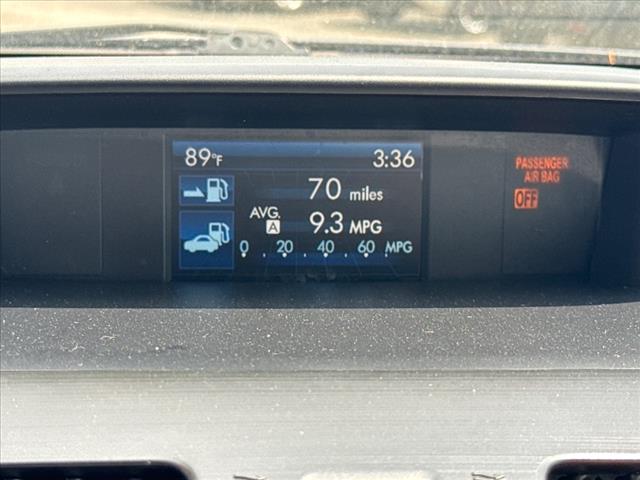 89°F 3:36
PASSENGER
AIR BAG
OFF
70 miles
AVG.
A 9.3 MPG
0 20 40 60 MPG